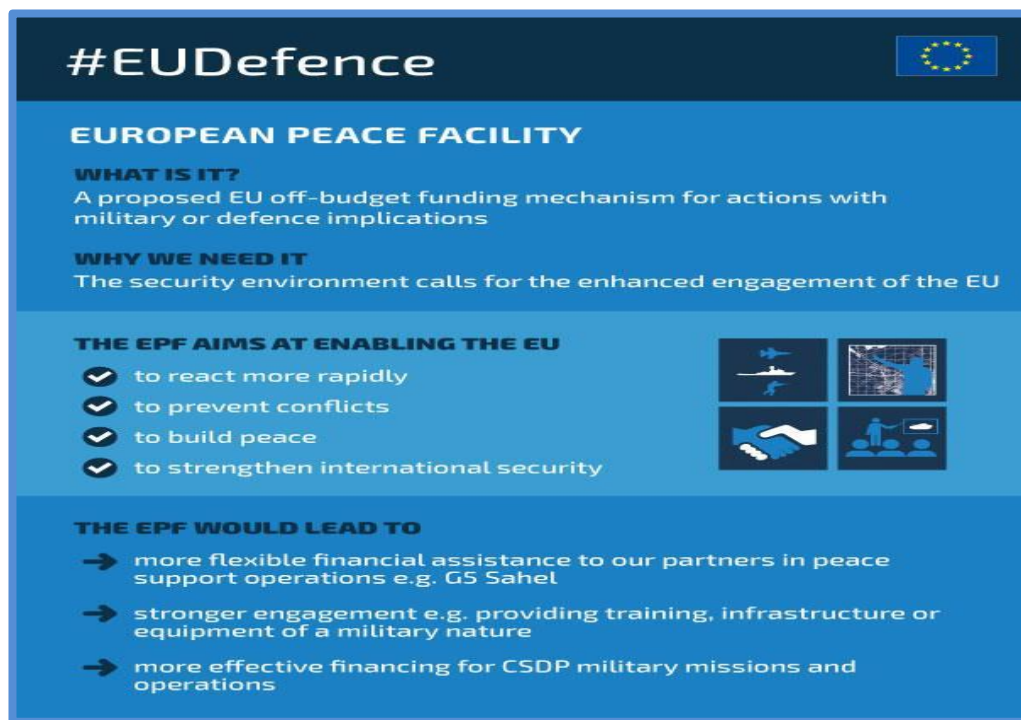 #EUDefence
EUROPEAN PEACE FACILITY
WHAT IS IT?
A proposed EU off-budget funding mechanism for actions with
military or defence implications
WHY WE NEED IT
The security environment calls for the enhanced engagement of the EU
THE EPF AIMS AT ENABLING THE EU
to react more rapidly
to prevent conflicts
to build peace
to strengthen international security
THE EPF WOULD LEAD TO
more flexible financial assistance to our partners in peace
support operations e.g. G5 Sahel
stronger engagement e.g. providing training, infrastructure or
equipment of a military nature
more effective financing for CSDP military missions and
operations